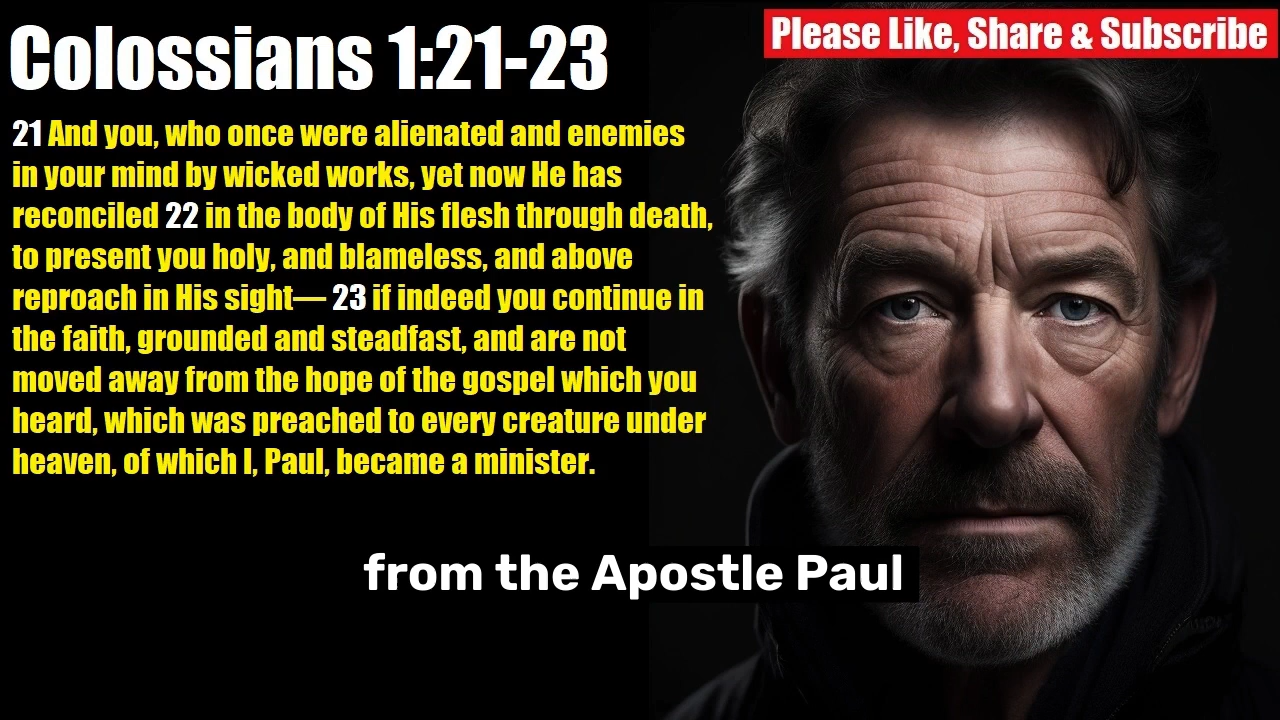 Colossians 1:21-23
Please Like, Share & Subscribe
21 And you, who once were alienated and enemies
in your mind by wicked works, yet now He has
reconciled 22 in the body of His flesh through death,
to present you holy, and blameless, and above
reproach in His sight— 23 if indeed you continue in
the faith, grounded and steadfast, and are not
moved away from the hope of the gospel which you
heard, which was preached to every creature under
heaven, of which I, Paul, became a minister.
from the Apostle Paul